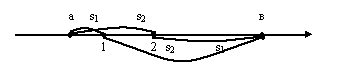 a s₁ s₂ в
1 2 s₂ s₁